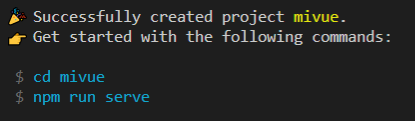 🎉 Successfully created project mivue.
👉 Get started with the following commands:
$ cd mivue
$ npm run serve